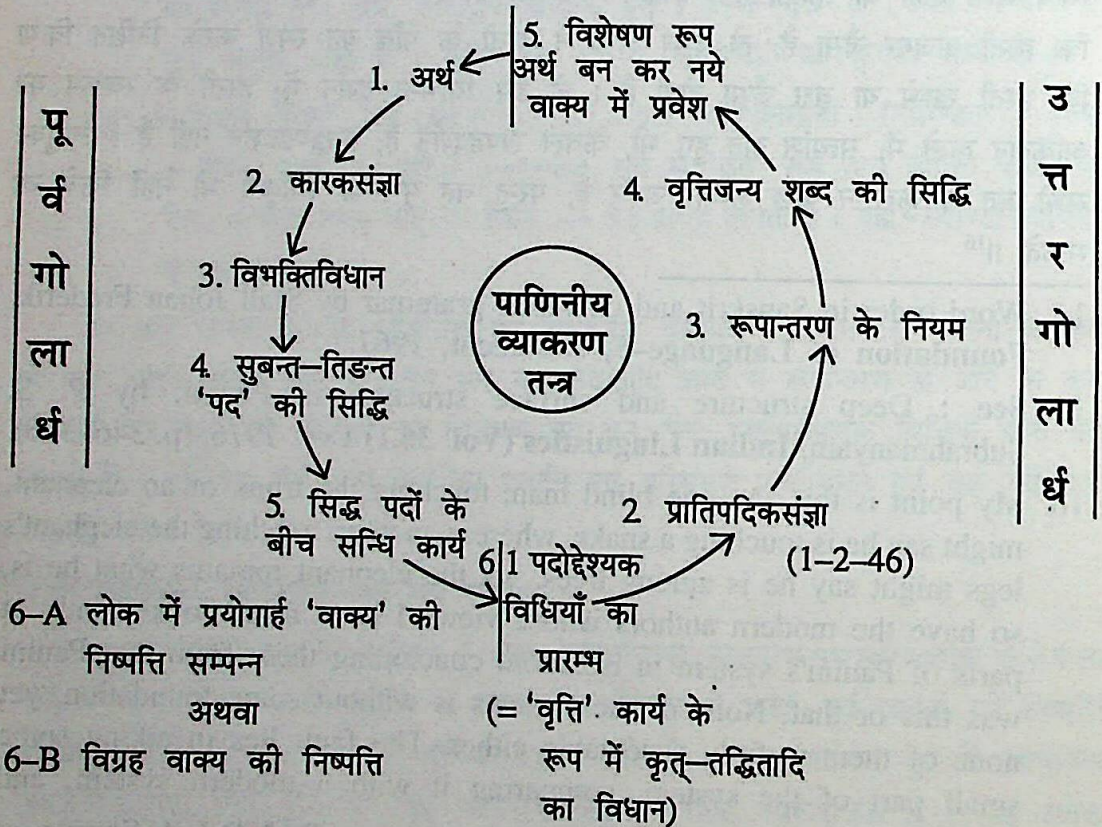 5. विशेषण रूप
अर्थ बन कर नये
वाक्य में प्रवेश
1. अर्थ
2 कारकसंज्ञा
3. विभक्तिविधान
4. सुबन्त–तिङन्त
'पद' की सिद्धि
5. सिद्ध पदों के
बीच सन्धि कार्य
6
6–A लोक में प्रयोगार्ह 'वाक्य' की
निष्पत्ति सम्पन्न
अथवा
6–B विग्रह वाक्य की निष्पत्ति
पू
र्व
गो
ला
र्ध
पाणिनीय
व्याकरण
तन्त्र
1 पदोद्देश्यक
विधियाँ का
प्रारम्भ
(= 'वृत्ति' कार्य के
रूप में कृत्–तद्धितादि
का विधान)
2 प्रातिपदिकसंज्ञा
(1–2–46)
3. रूपान्तरण के नियम
4. वृत्तिजन्य शब्द की सिद्धि
उ
त्त
र
गो
ला
र्ध